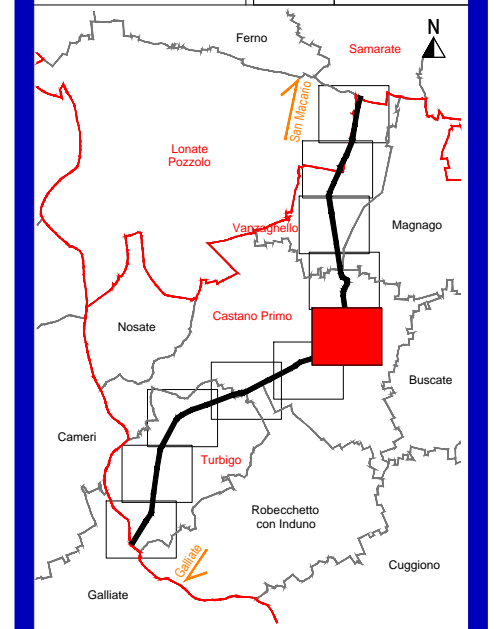 N
Ferno
Samarate
San Macario
Lonate
Pozzolo
Vanzaghello
Magnago
Castano Primo
Nosate
Buscate
Cameri
Turbigo
Robecchetto
con Induno
Galliate
Cuggiono
Galliate